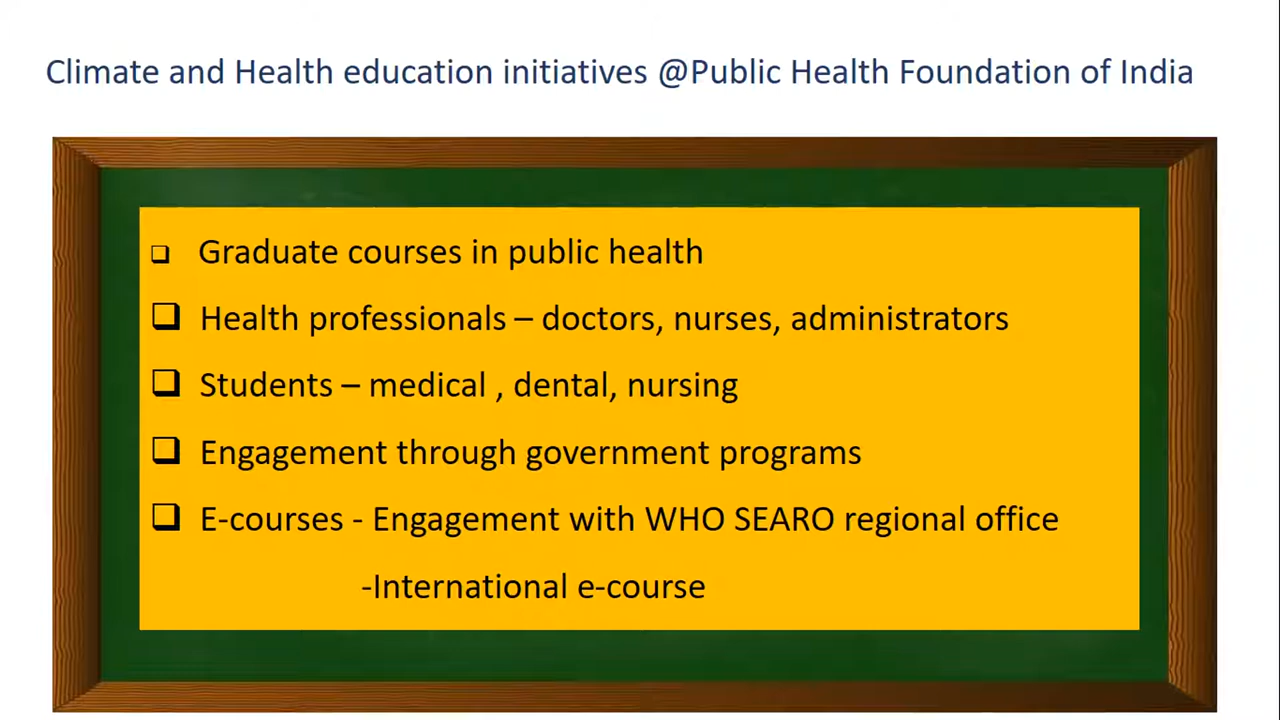 Climate and Health education initiatives @Public Health Foundation of India
❑ Graduate courses in public health
❑ Health professionals – doctors, nurses, administrators
❑ Students – medical , dental, nursing
❑ Engagement through government programs
❑ E-courses - Engagement with WHO SEARO regional office
-International e-course